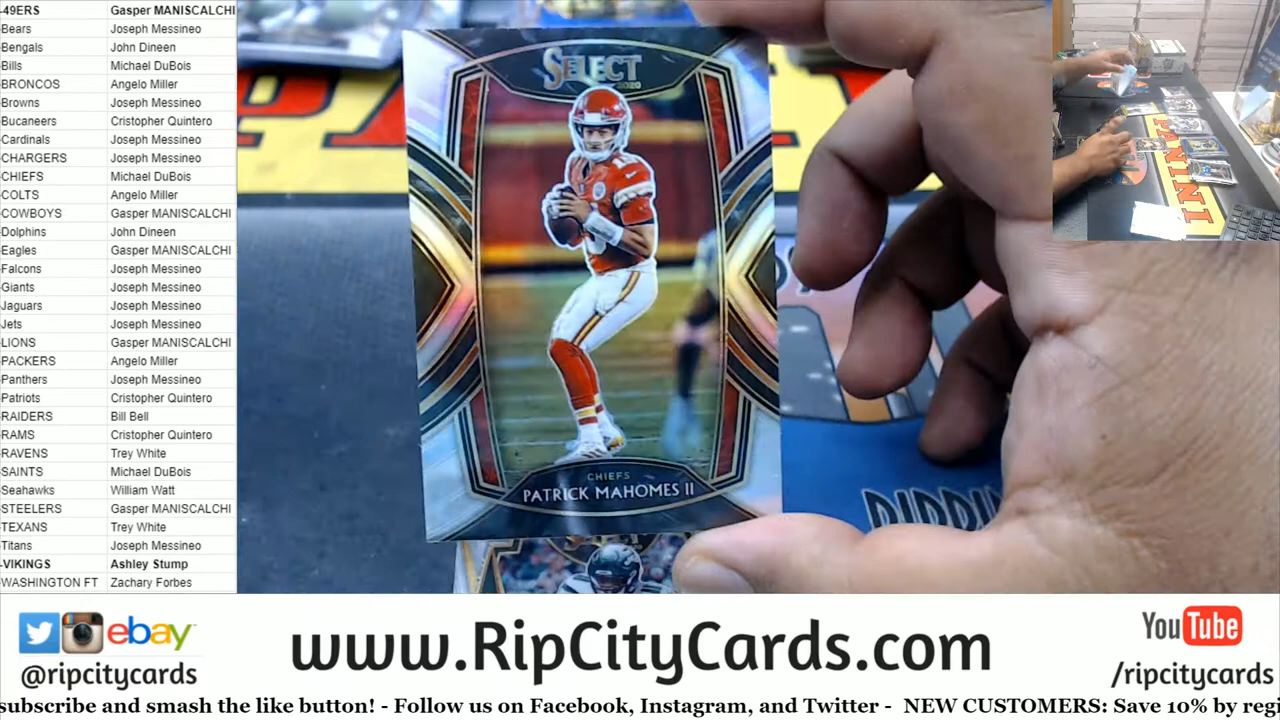 -49ERS Gasper MANISCALCHI
-Bears Joseph Messineo
-Bengals John Dineen
-Bills Michael DuBois
-BRONCOS Angelo Miller
-Browns Joseph Messineo
-Bucaneers Cristopher Quintero
-Cardinals Joseph Messineo
-CHARGERS Joseph Messineo
-CHIEFS Michael DuBois
-COLTS Angelo Miller
-COWBOYS Gasper MANISCALCHI
-Dolphins John Dineen
-Eagles Gasper MANISCALCHI
-Falcons Joseph Messineo
-Giants Joseph Messineo
-Jaguars Joseph Messineo
-Jets Joseph Messineo
-LIONS Gasper MANISCALCHI
-PACKERS Angelo Miller
-Panthers Joseph Messineo
-Patriots Cristopher Quintero
-RAIDERS Bill Bell
-RAMS Cristopher Quintero
-RAVENS Trey White
-SAINTS Michael DuBois
-Seahawks William Watt
-STEELERS Gasper MANISCALCHI
-TEXANS Trey White
-Titans Joseph Messineo
-VIKINGS Ashley Stump
-WASHINGTON FT Zachary Forbes
SELECT
2020
CHIEFS
PATRICK MAHOMES II
PANINI
ebay
@ripcitycards
www.RipCityCards.com
YouTube
/ripcitycards
subscribe and smash the like button! - Follow us on Facebook, Instagram, and Twitter - NEW CUSTOMERS: Save 10% by regi